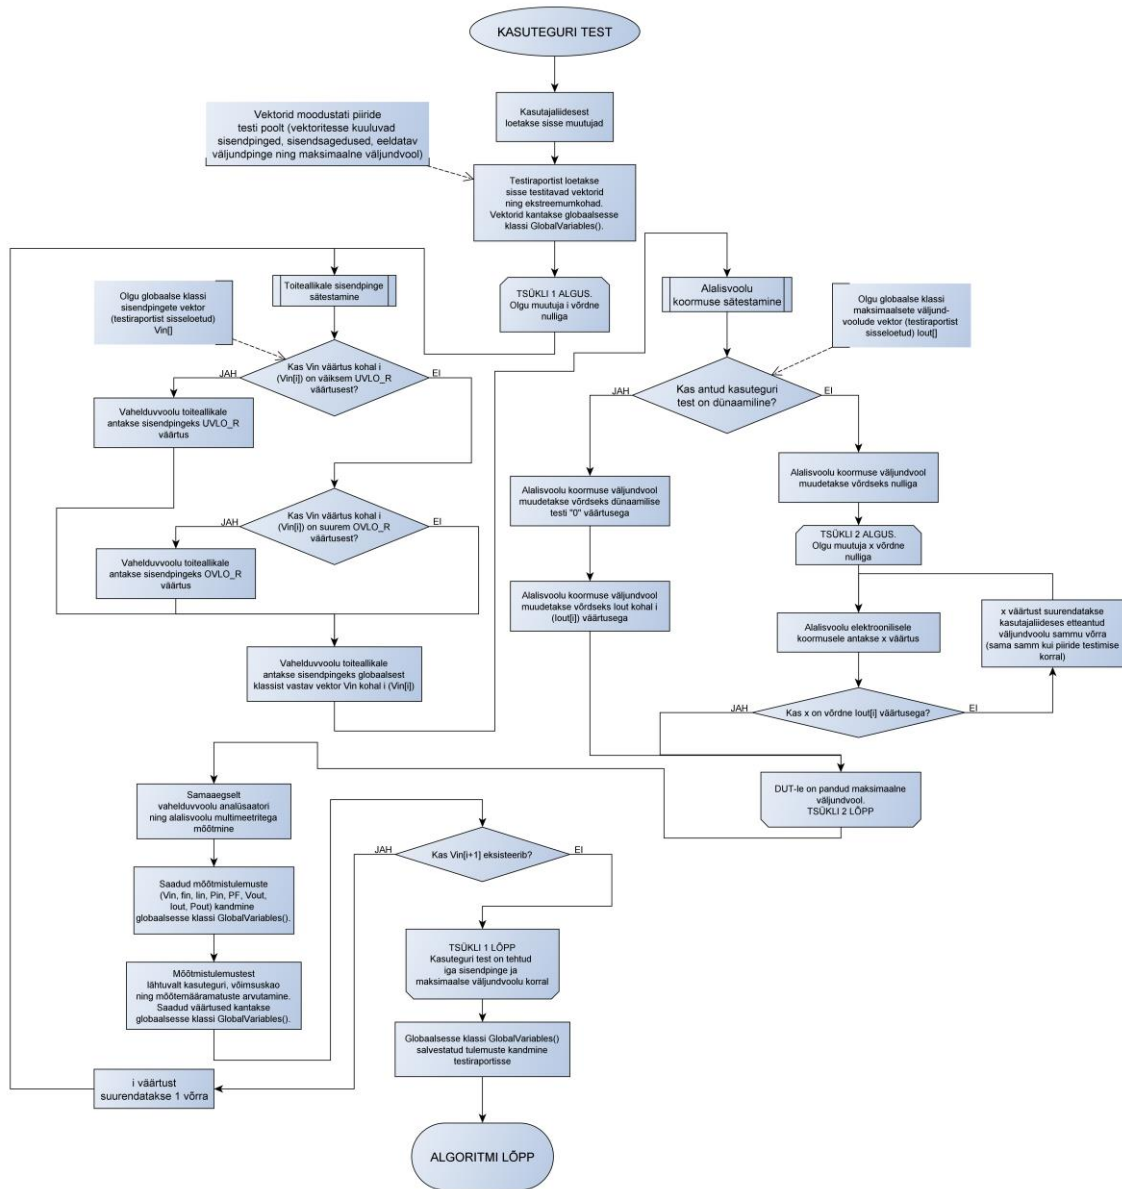 KASUTEGURI TEST
Kasutajaliidesest
loetakse sisse muutujad
Vektorid moodustati piiride
testi poolt (vektoritesse kuuluvad
sisendpinged, sisendsagedused, eeldatav
väljundpinge ning maksimaalne väljundvool)
Testiraportist loetakse
sisse testitavad vektorid
ning ekstreemumkohad.
Vektorid kantakse globaalsesse
klassi GlobalVariables().
TSÜKLI 1 ALGUS.
Olgu muutuja i võrdne
nulliga
Toiteallikale sisendpinge
sätestamine
Olgu globaalse klassi
sisendpingete vektor
(testiraportist sisseloetud)
Vin[]
Kas Vin väärtus kohal i
(Vin[i]) on väiksem UVLO_R
väärtusest?
JAH
EI
Vahelduvvoolu toiteallikale
antakse sisendpingeks UVLO_R
väärtus
Kas Vin väärtus kohal i
(Vin[i]) on suurem OVLO_R
väärtusest?
JAH
EI
Vahelduvvoolu toiteallikale
antakse sisendpingeks OVLO_R
väärtus
Vahelduvvoolu toiteallikale
antakse sisendpingeks globaalsest
klassist vastav vektor Vin kohal i (Vin[i])
Alalisvoolu
koormuse sätestamine
Olgu globaalse klassi
maksimaalsete väljund-
voolude vektor (testiraportist
sisseloetud) Iout[]
Kas antud kasuteguri
test on dünaamiline?
JAH
EI
Alalisvoolu koormuse väljundvool
muudetakse võrdseks dünaamilise
testi "0" väärtusega
Alalisvoolu koormuse väljundvool
muudetakse võrdseks Iout kohal i
(Iout[i]) väärtusega
Alalisvoolu koormuse väljundvool
muudetakse võrdseks nulliga
TSÜKLI 2 ALGUS.
Olgu muutuja x võrdne
nulliga
Alalisvoolu elektroonilisele
koormusele antakse x väärtus
x väärtust suurendatakse
kasutajaliideses etteantud
väljundvoolu sammu võrra
(sama samm kui piiride testimise
korral)
Kas x on võrdne Iout[i] väärtusega?
JAH
EI
DUT-le on pandud maksimaalne
väljundvool.
TSÜKLI 2 LÕPP
Samaaegselt
vahelduvvoolu analüsaatori
ning alalisvoolu multimeetritega
mõõtmine
Saadud mõõtmistulemuste
(Vin, fin, Iin, Pin, PF, Vout,
Iout, Pout) kandmine
globaalsesse klassi GlobalVariables().
Mõõtmistulemustest
lähtuvalt kasuteguri, võimsuskao
ning mõõtemääramatuste arvutamine.
Saadud väärtused kantakse
globaalsesse klassi GlobalVariables().
Kas Vin[i+1] eksisteerib?
JAH
EI
i väärtust
suurendatakse 1 võrra
TSÜKLI 1 LÕPP
Kasuteguri test on tehtud
iga sisendpinge ja
maksimaalse väljundvoolu korral
Globaalsesse klassi GlobalVariables()
salvestatud tulemuste kandmine
testiraportisse
ALGORITMI LÕPP